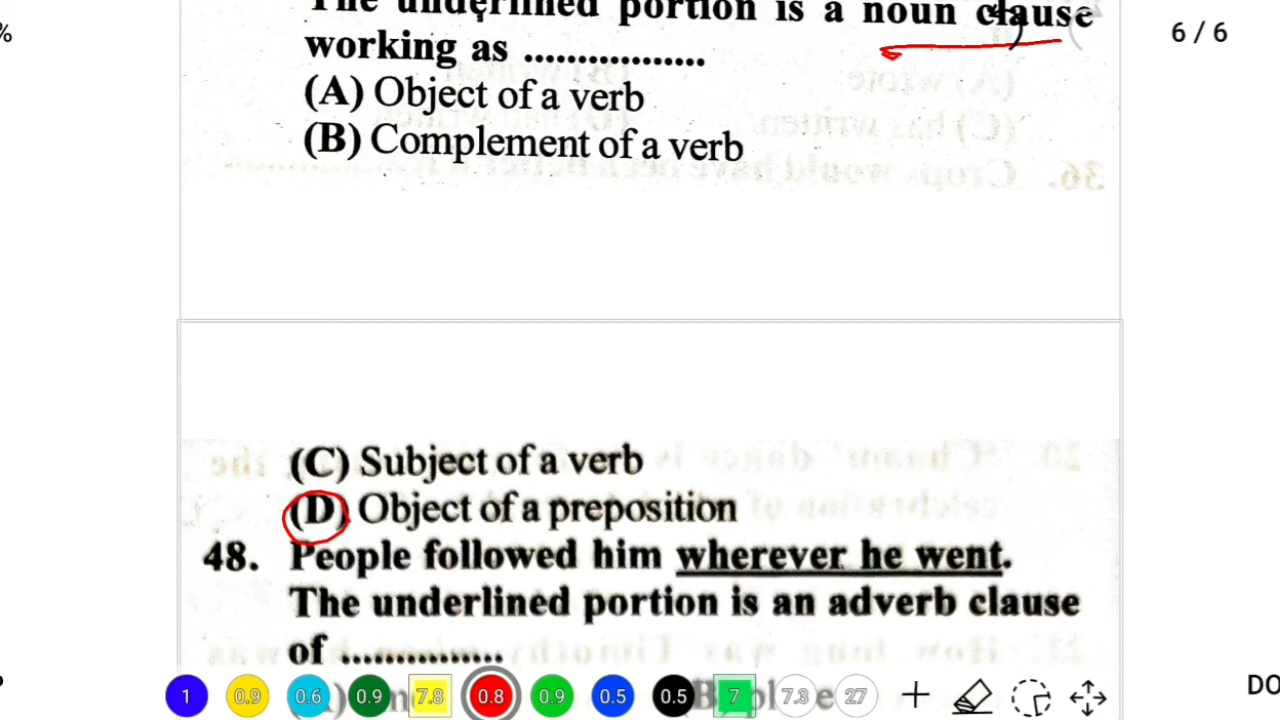 %
6 / 6
The underlined portion is a noun clause
working as .................
(A) Object of a verb
(B) Complement of a verb
(C) Subject of a verb
(D) Object of a preposition
48. People followed him wherever he went.
The underlined portion is an adverb clause
of ...............
1 0.9 0.6 0.9 7.8 0.8 0.9 0.5 0.5 7 7.3 27
DO